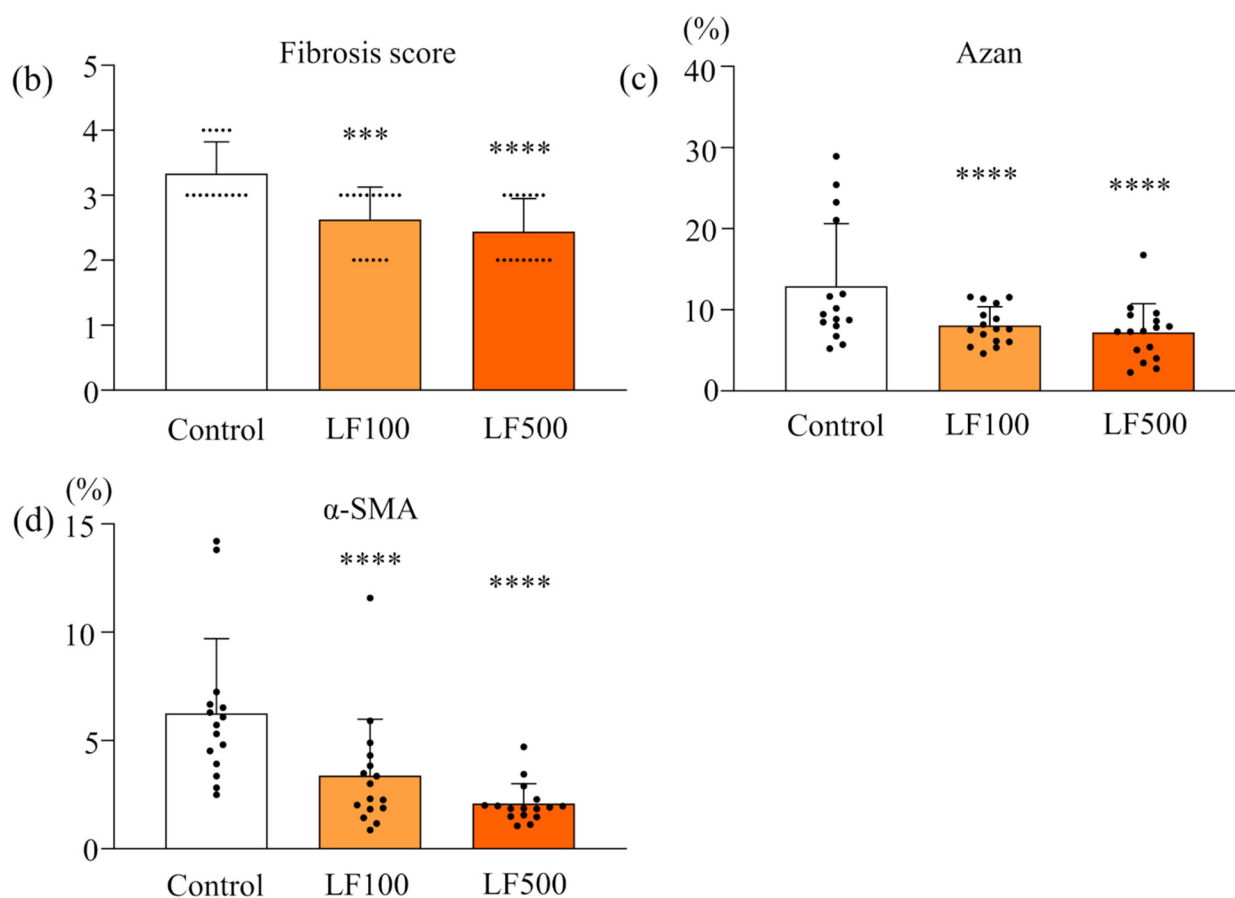 (b)
Fibrosis score
5
4
3
2
1
0
***
****
Control LF100 LF500
(c)
(%)
Azan
40
30
20
10
0
****
****
Control LF100 LF500
(d)
(%)
α-SMA
15
10
5
0
****
****
Control LF100 LF500